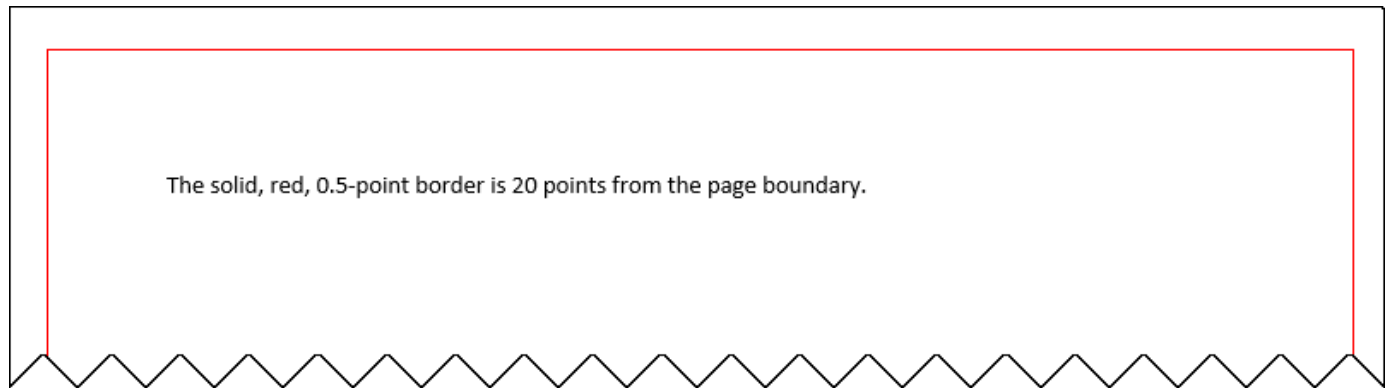 The solid, red, 0.5-point border is 20 points from the page boundary.